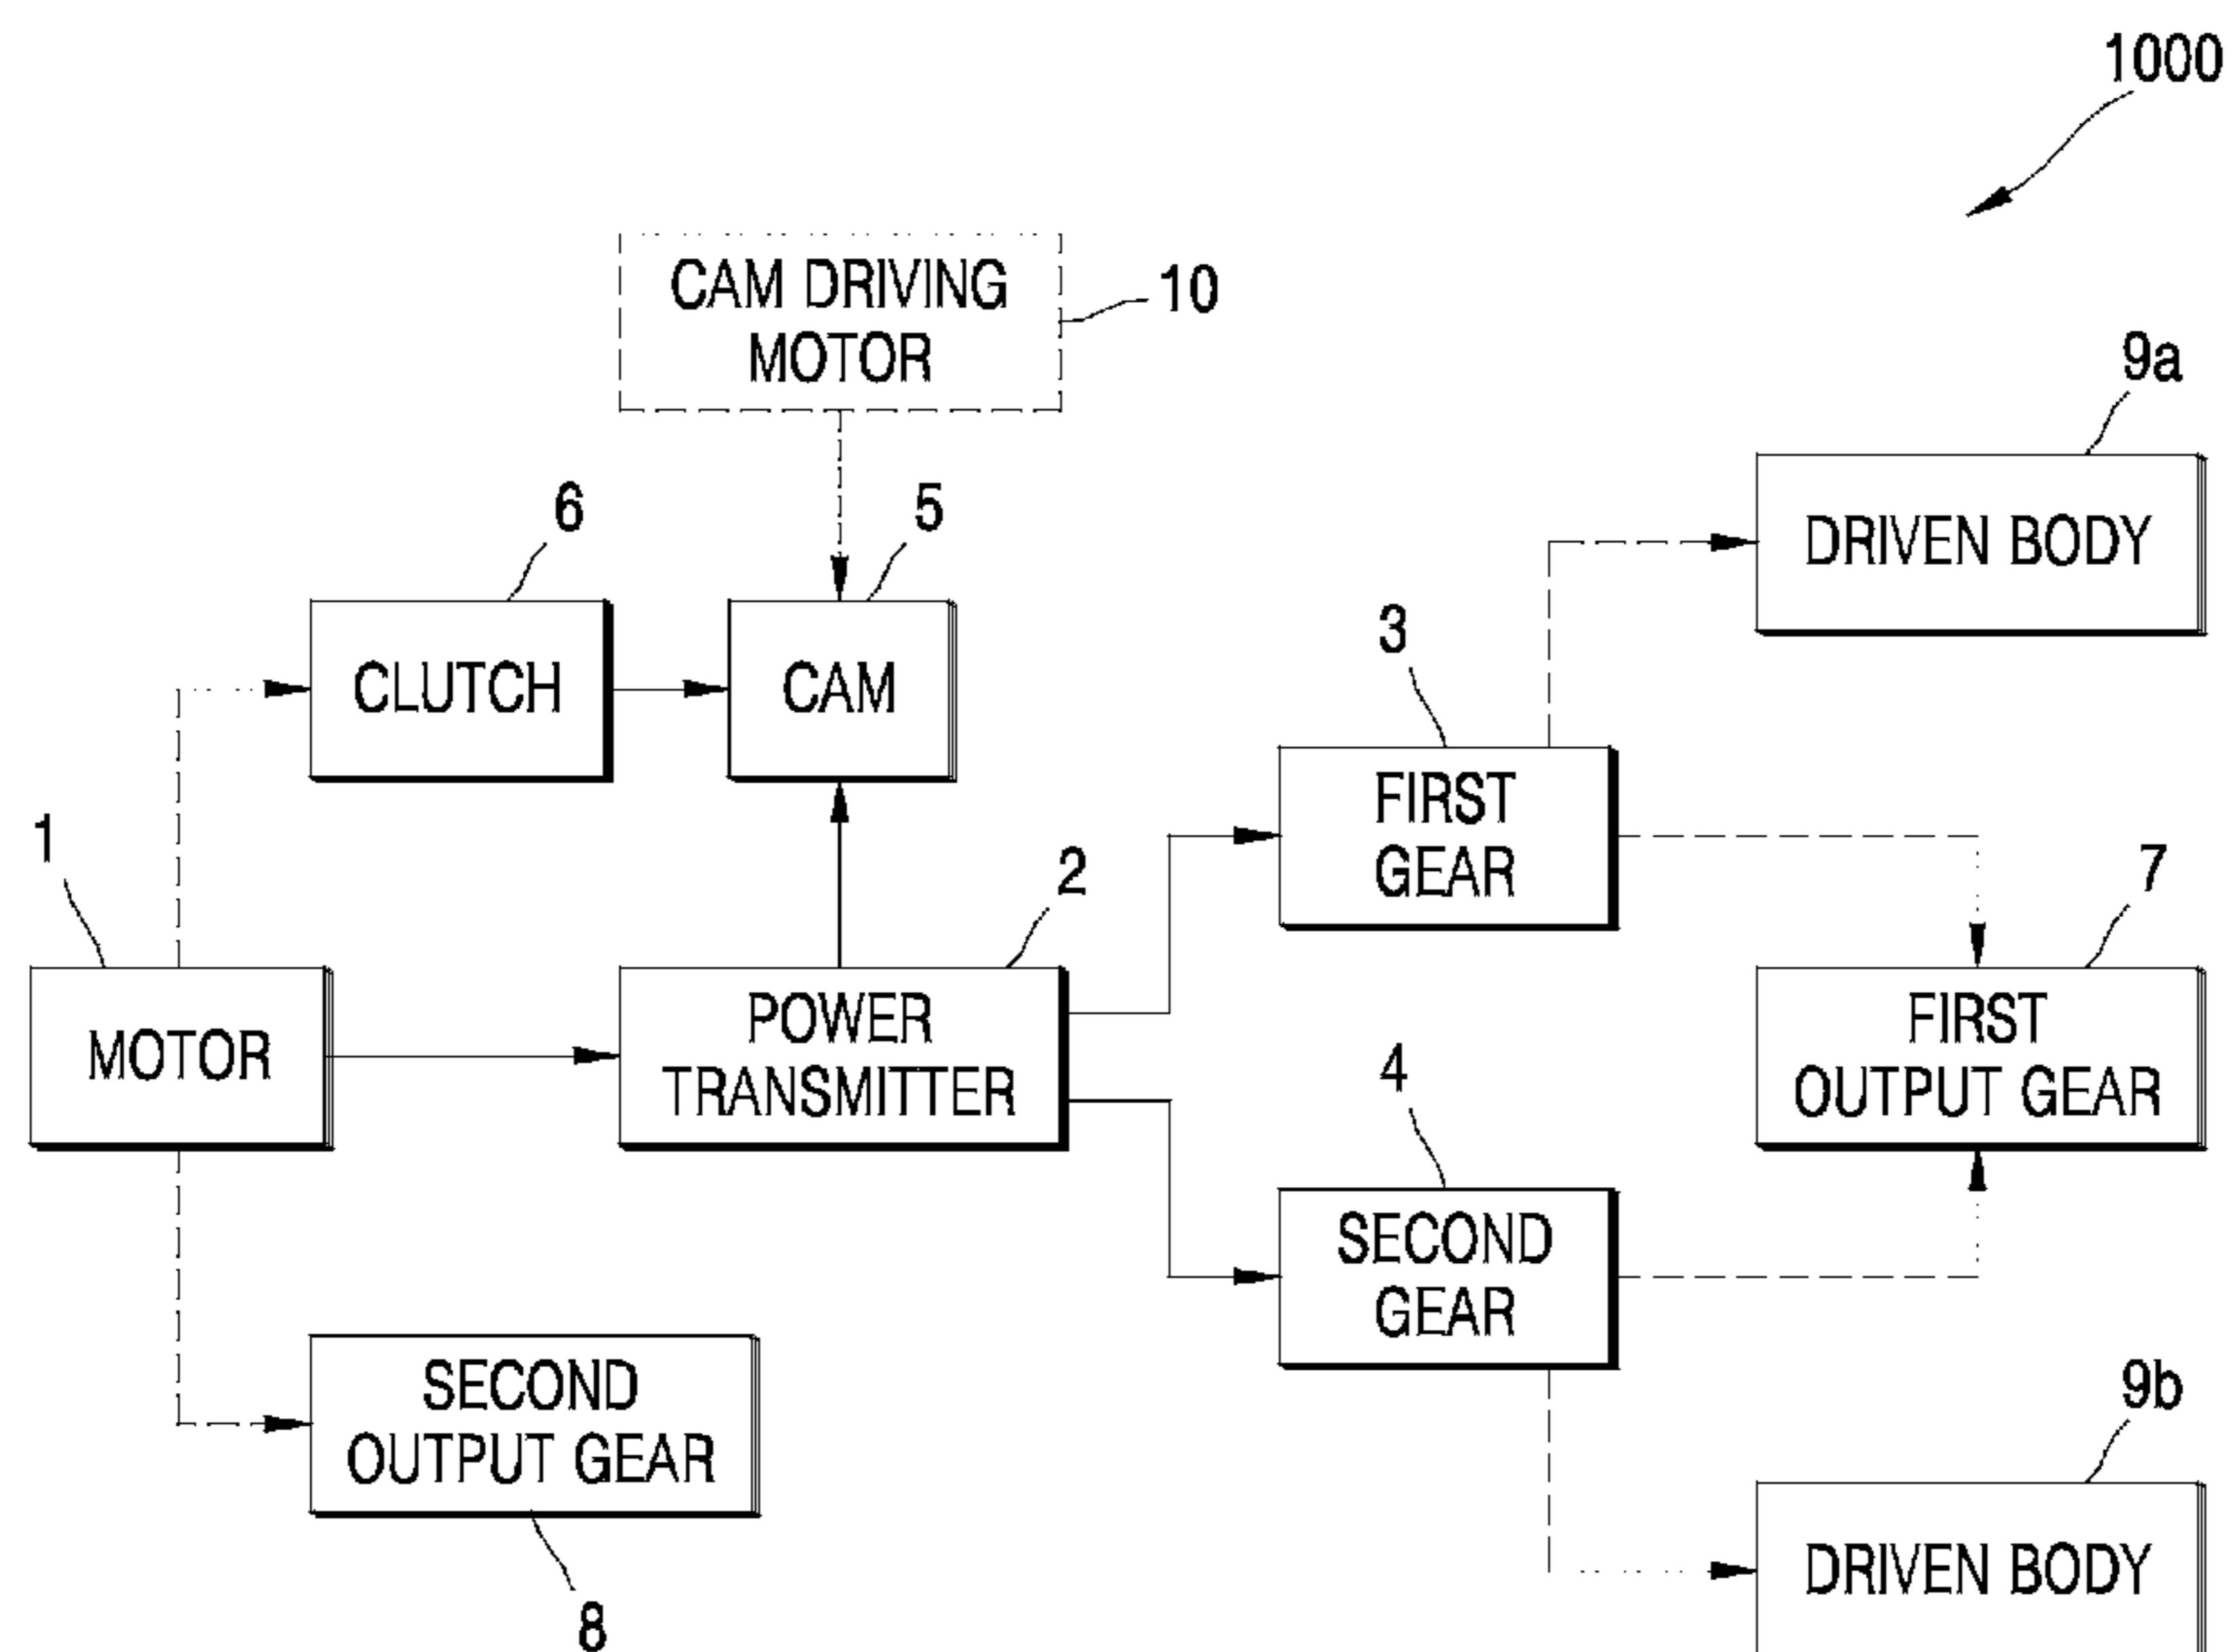 1000
CAM DRIVING
MOTOR
10
9a
DRIVEN BODY
6
5
CLUTCH
CAM
3
FIRST
GEAR
1
2
7
MOTOR
POWER
TRANSMITTER
FIRST
OUTPUT GEAR
4
SECOND
GEAR
SECOND
OUTPUT GEAR
8
9b
DRIVEN BODY